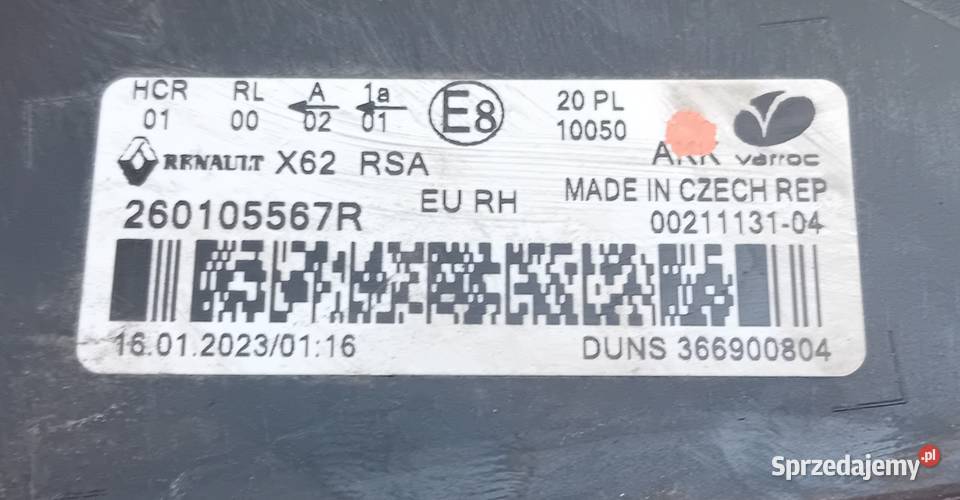 HCR RL A 1a E8 20 PL
01 00 02 01 10050
RENAULT X62 RSA varroc
260105567R EU RH MADE IN CZECH REP.
00211131-04
16.01.2023/01:16 DUNS 366900804
Sprzedajemy.pl